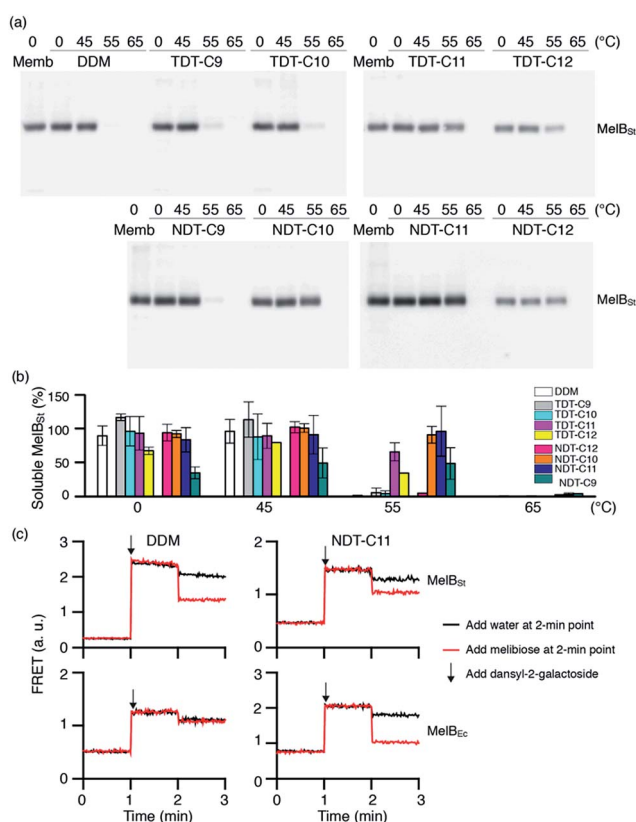 (a)
0 0 45 55 65 0 45 55 65 0 45 55 65 0 0 45 55 65 0 45 55 65 (°C)
Memb DDM TDT-C9 TDT-C10 Memb TDT-C11 TDT-C12
MelBSt
0 0 45 55 65 0 45 55 65 0 0 45 55 65 0 45 55 65 (°C)
Memb NDT-C9 NDT-C10 Memb NDT-C11 NDT-C12
MelBSt
(b)
Soluble MelBSt (%)
150
100
50
0
0 45 55 65 (°C)
DDM
TDT-C9
TDT-C10
TDT-C11
TDT-C12
NDT-C12
NDT-C10
NDT-C11
NDT-C9
(c)
DDM NDT-C11
FRET (a. u.)
3
2
1
0
2
1
0
MelBSt
2
1
0
0 1 2 3
Time (min)
3
2
1
0
0 1 2 3
Time (min)
MelBEc
Add water at 2-min point
Add melibiose at 2-min point
Add dansyl-2-galactoside